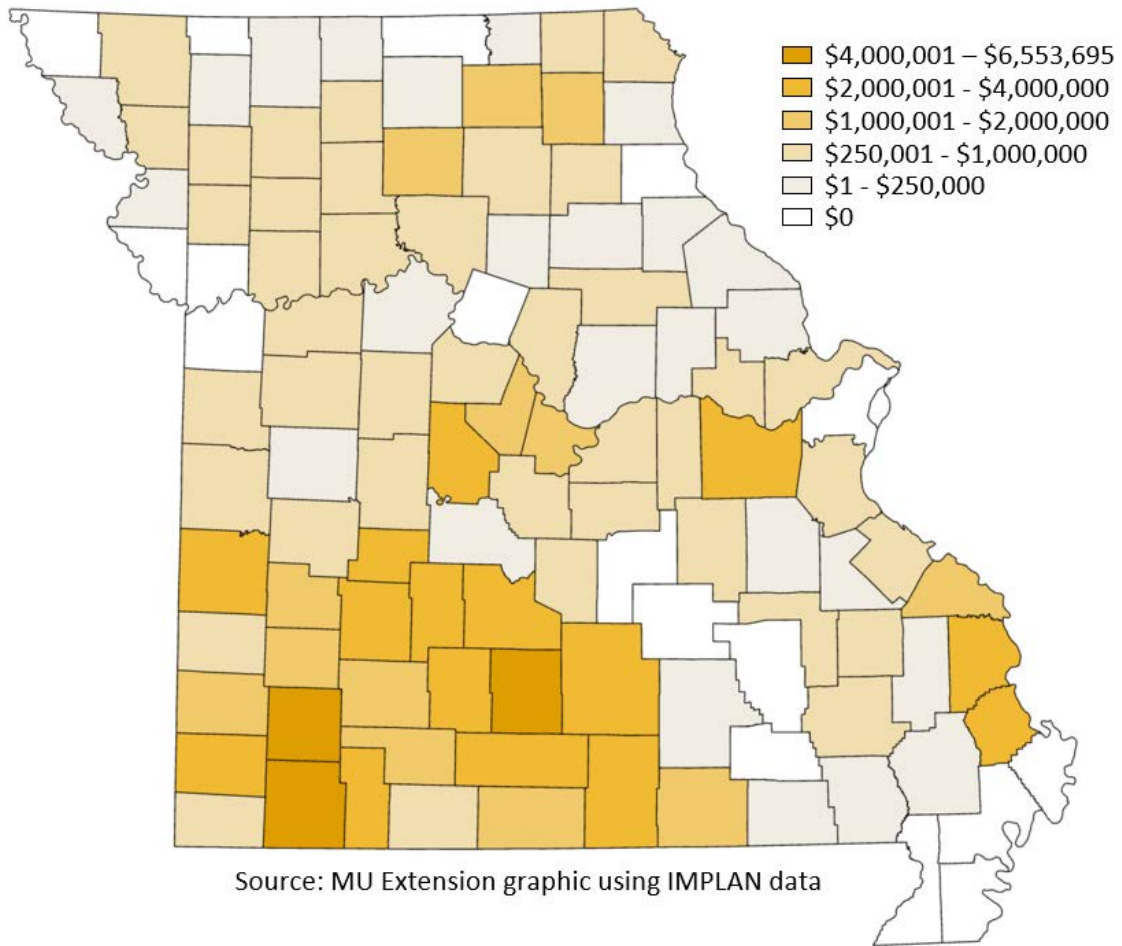 $4,000,001 – $6,553,695
$2,000,001 - $4,000,000
$1,000,001 - $2,000,000
$250,001 - $1,000,000
$1 - $250,000
$0
Source: MU Extension graphic using IMPLAN data